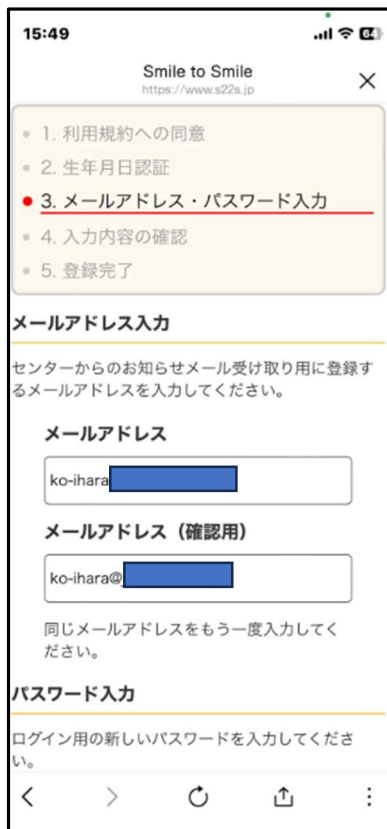 15:49
64
Smile to Smile
https://www.s22s.jp
1. 利用規約への同意
2. 生年月日認証
3. メールアドレス・パスワード入力
4. 入力内容の確認
5. 登録完了
メールアドレス入力
センターからのお知らせメール受け取り用に登録す
るメールアドレスを入力してください。
メールアドレス
ko-ihara
メールアドレス（確認用）
ko-ihara@
同じメールアドレスをもう一度入力してく
ださい。
パスワード入力
ログイン用の新しいパスワードを入力してくださ
い。